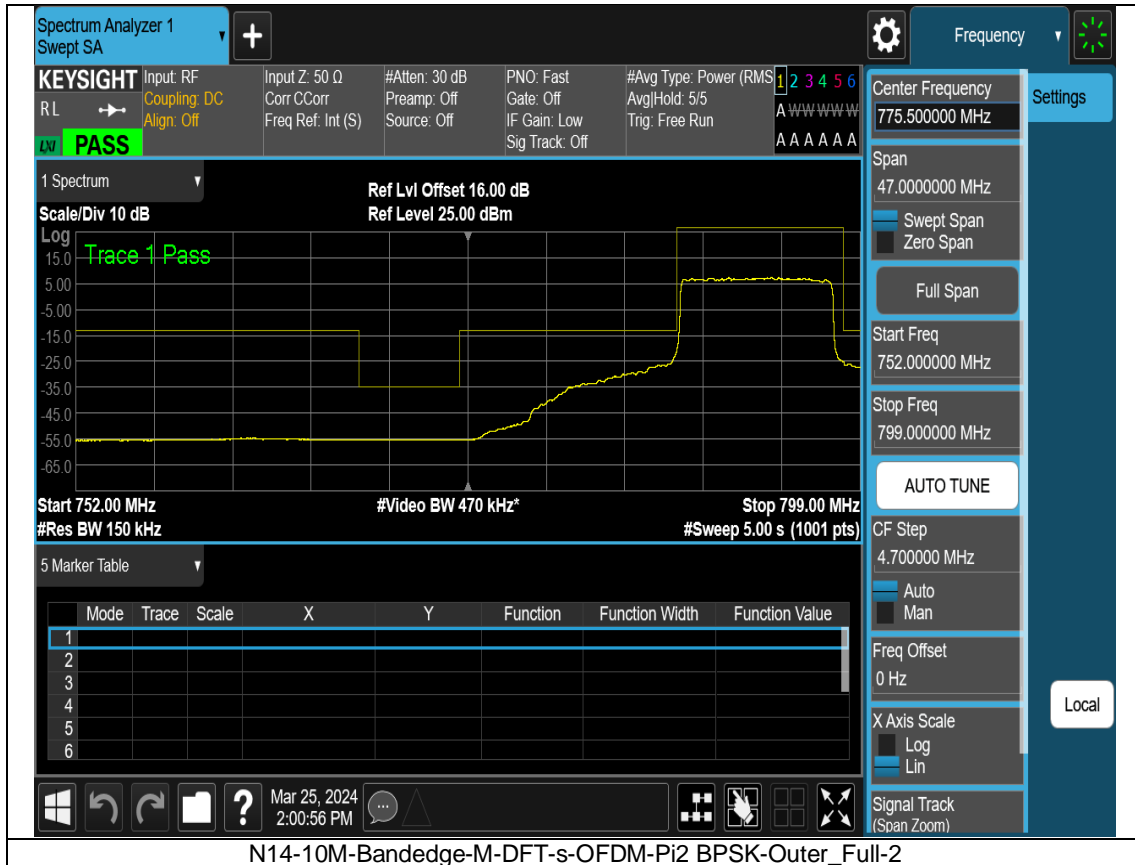 Spectrum Analyzer 1
Swept SA
+
Frequency
KEYSIGHT
RL
LXI
PASS
Input: RF
Coupling: DC
Align: Off
Input Z: 50 Ω
Corr CCorr
Freq Ref: Int (S)
#Atten: 30 dB
Preamp: Off
Source: Off
PNO: Fast
Gate: Off
IF Gain: Low
Sig Track: Off
#Avg Type: Power (RMS
Avg|Hold: 5/5
Trig: Free Run
1 2 3 4 5 6
A W W W W W
A A A A A A
Center Frequency
775.500000 MHz
Settings
Span
47.0000000 MHz
Swept Span
Zero Span
Full Span
Start Freq
752.000000 MHz
Stop Freq
799.000000 MHz
AUTO TUNE
CF Step
4.700000 MHz
Auto
Man
Freq Offset
0 Hz
X Axis Scale
Log
Lin
Signal Track
(Span Zoom)
Local
1 Spectrum
Ref Lvl Offset 16.00 dB
Scale/Div 10 dB
Ref Level 25.00 dBm
Log
Trace 1 Pass
15.0
5.00
-5.00
-15.0
-25.0
-35.0
-45.0
-55.0
-65.0
Start 752.00 MHz
#Video BW 470 kHz*
Stop 799.00 MHz
#Res BW 150 kHz
#Sweep 5.00 s (1001 pts)
5 Marker Table
Mode Trace Scale X Y Function Function Width Function Value
1
2
3
4
5
6
?
Mar 25, 2024
2:00:56 PM
N14-10M-Bandedge-M-DFT-s-OFDM-Pi2 BPSK-Outer_Full-2